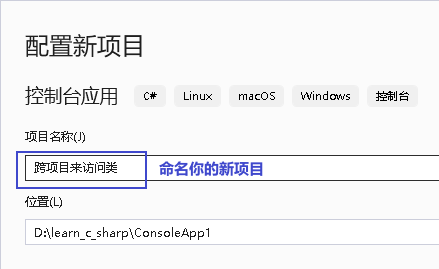 配置新项目
控制台应用 C# Linux macOS Windows 控制台
项目名称(J)
跨项目来访问类 命名你的新项目
位置(L)
D:\learn_c_sharp\ConsoleApp1